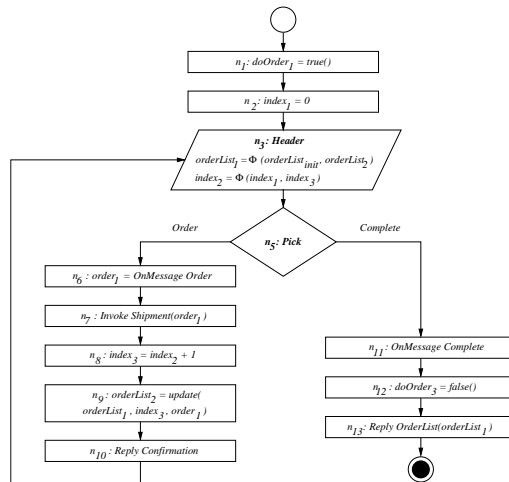 n1: doOrder1 = true()
n2: index1 = 0
n3: Header
orderList1 = Φ (orderListinit, orderList2)
index2 = Φ (index1, index3)
Order
n5: Pick
Complete
n6: order1 = OnMessage Order
n7: Invoke Shipment(order1)
n8: index3 = index2 + 1
n9: orderList2 = update(
orderList1, index3, order1)
n10: Reply Confirmation
n11: OnMessage Complete
n12: doOrder3 = false()
n13: Reply OrderList(orderList1)